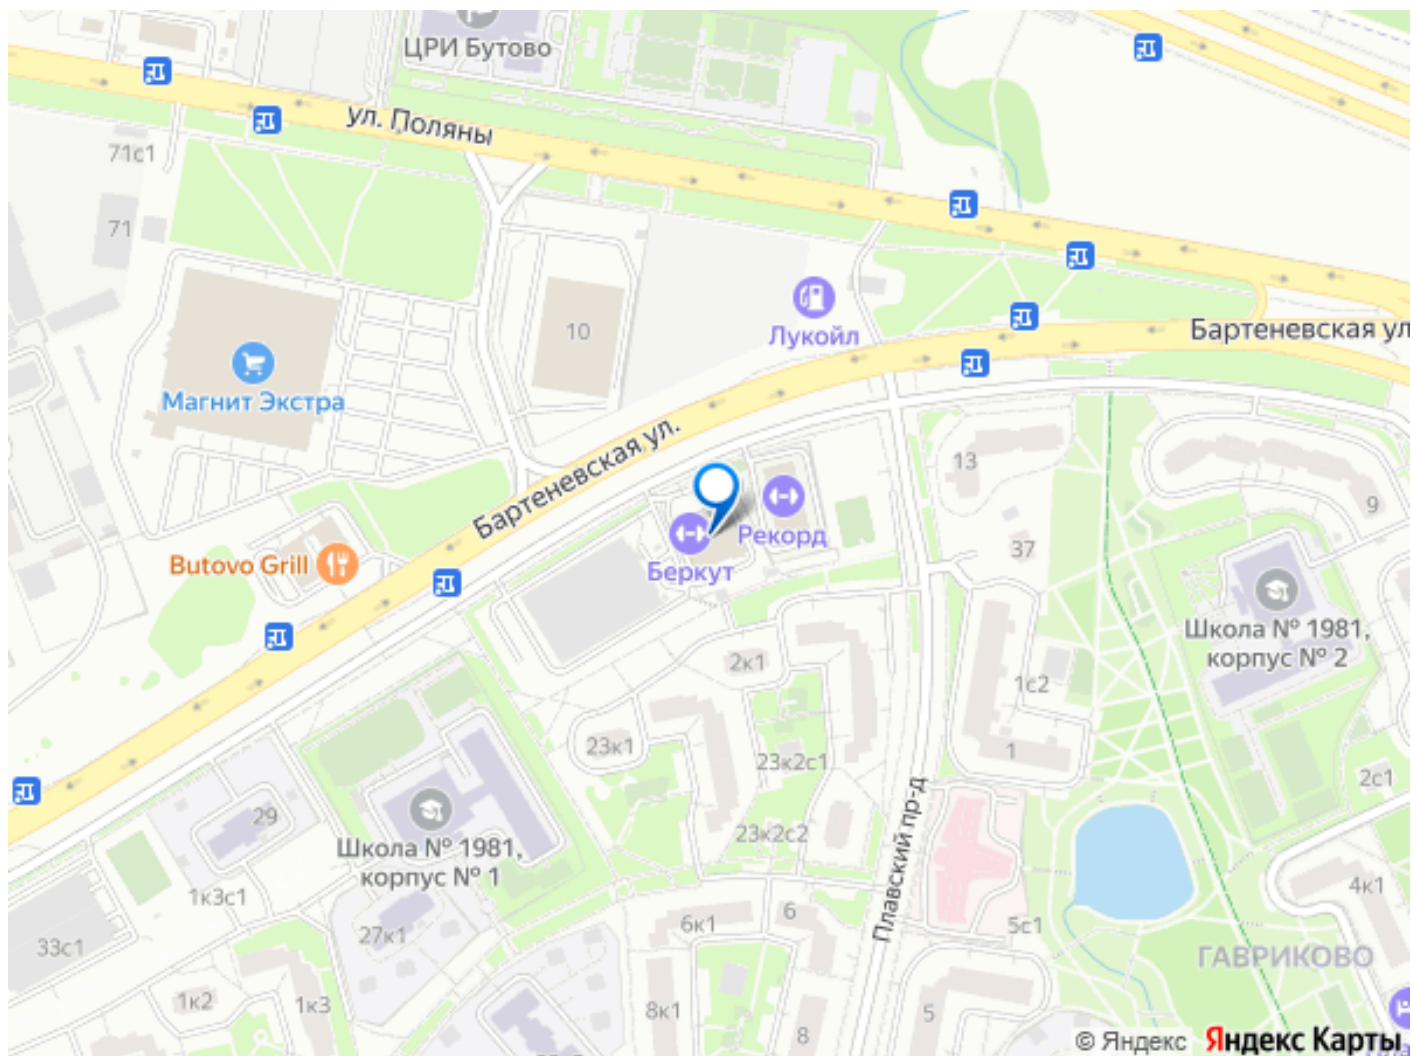 ЦРИ Бутово
ул. Поляны
71с1
71
10
Лукойл
Бартеневская ул
Магнит Экстра
Бартеневская ул.
13
9
Рекорд
Беркут
Butovo Grill
37
Школа № 1981,
корпус № 2
2к1
1с2
23к1
1
23к2с1
2с1
29
Плавский пр-д
23к2с2
Школа № 1981,
корпус № 1
1к3с1
4к1
6к1
6
5с1
27к1
33с1
ГАВРИКОВО
1к2
1к3
8к1
8
5
© Яндекс
Яндекс Карты